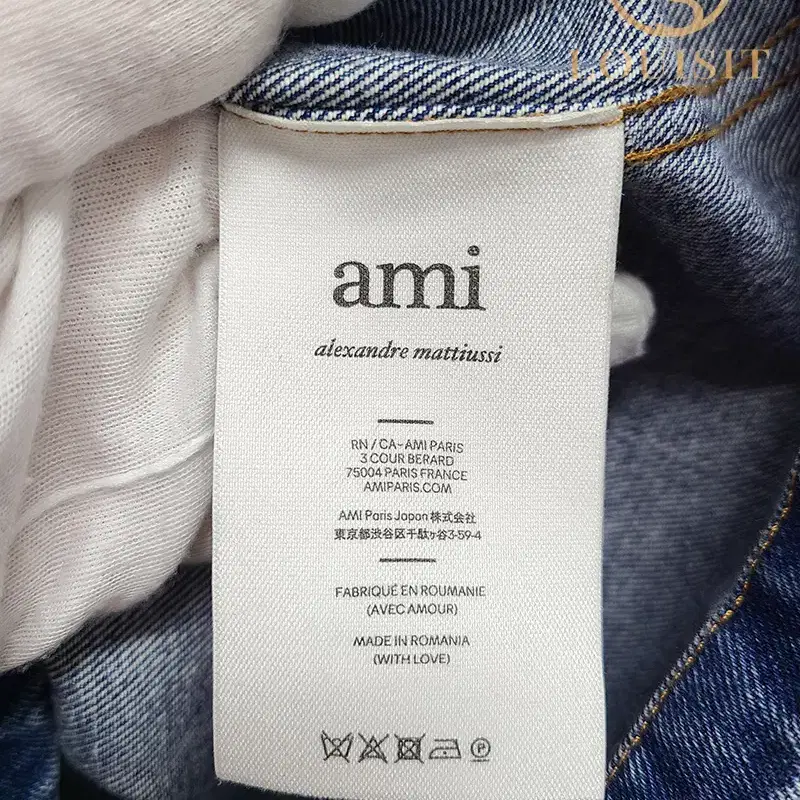 LOUISIT
ami
alexandre mattiussi
RN / CA-AMI PARIS
3 COUR BERARD
75004 PARIS FRANCE
AMIPARIS.COM
AMI Paris Japan 株式会社
東京都渋谷区千駄ヶ谷3-59-4
FABRIQUÉ EN ROUMANIE
(AVEC AMOUR)
MADE IN ROMANIA
(WITH LOVE)
P